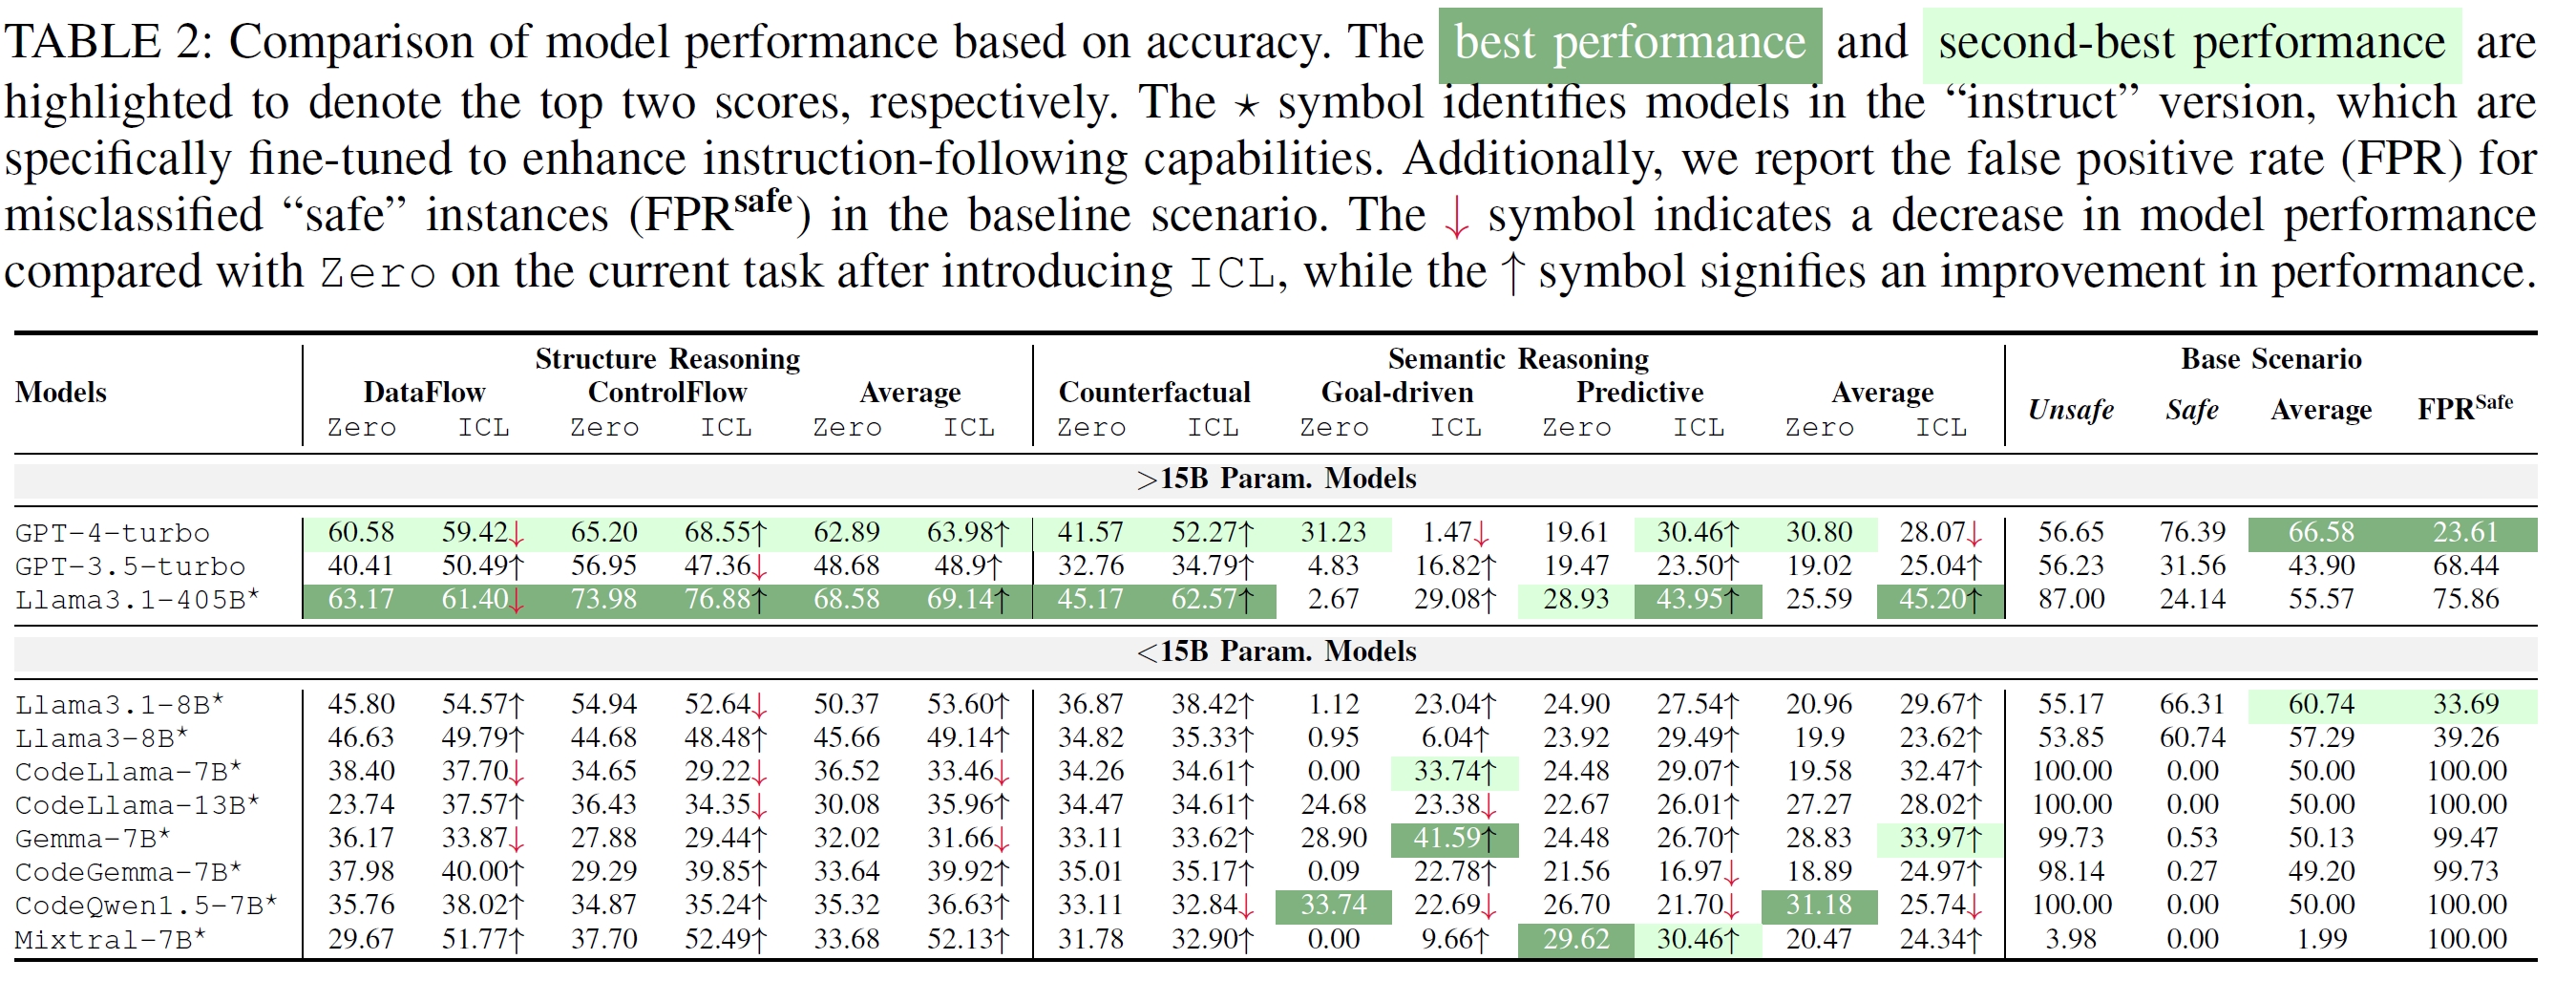 TABLE 2: Comparison of model performance based on accuracy. The best performance and second-best performance are
highlighted to denote the top two scores, respectively. The ⋆ symbol identifies models in the “instruct” version, which are
specifically fine-tuned to enhance instruction-following capabilities. Additionally, we report the false positive rate (FPR) for
misclassified “safe” instances (FPRsafe) in the baseline scenario. The ↓ symbol indicates a decrease in model performance
compared with Zero on the current task after introducing ICL, while the ↑ symbol signifies an improvement in performance.
Structure Reasoning Semantic Reasoning Base Scenario
Models DataFlow ControlFlow Average Counterfactual Goal-driven Predictive Average Unsafe Safe Average FPRSafe
Zero ICL Zero ICL Zero ICL Zero ICL Zero ICL Zero ICL Zero ICL
>15B Param. Models
GPT-4-turbo 60.58 59.42↓ 65.20 68.55↑ 62.89 63.98↑ 41.57 52.27↑ 31.23 1.47↓ 19.61 30.46↑ 30.80 28.07↓ 56.65 76.39 66.58 23.61
GPT-3.5-turbo 40.41 50.49↑ 56.95 47.36↓ 48.68 48.9↑ 32.76 34.79↑ 4.83 16.82↑ 19.47 23.50↑ 19.02 25.04↑ 56.23 31.56 43.90 68.44
Llama3.1-405B⋆ 63.17 61.40↓ 73.98 76.88↑ 68.58 69.14↑ 45.17 62.57↑ 2.67 29.08↑ 28.93 43.95↑ 25.59 45.20↑ 87.00 24.14 55.57 75.86
<15B Param. Models
Llama3.1-8B⋆ 45.80 54.57↑ 54.94 52.64↓ 50.37 53.60↑ 36.87 38.42↑ 1.12 23.04↑ 24.90 27.54↑ 20.96 29.67↑ 55.17 66.31 60.74 33.69
Llama3-8B⋆ 46.63 49.79↑ 44.68 48.48↑ 45.66 49.14↑ 34.82 35.33↑ 0.95 6.04↑ 23.92 29.49↑ 19.9 23.62↑ 53.85 60.74 57.29 39.26
CodeLlama-7B⋆ 38.40 37.70↓ 34.65 29.22↓ 36.52 33.46↓ 34.26 34.61↑ 0.00 33.74↑ 24.48 29.07↑ 19.58 32.47↑ 100.00 0.00 50.00 100.00
CodeLlama-13B⋆ 23.74 37.57↑ 36.43 34.35↓ 30.08 35.96↑ 34.47 34.61↑ 24.68 23.38↓ 22.67 26.01↑ 27.27 28.02↑ 100.00 0.00 50.00 100.00
Gemma-7B⋆ 36.17 33.87↓ 27.88 29.44↑ 32.02 31.66↓ 33.11 33.62↑ 28.90 41.59↑ 24.48 26.70↑ 28.83 33.97↑ 99.73 0.53 50.13 99.47
CodeGemma-7B⋆ 37.98 40.00↑ 29.29 39.85↑ 33.64 39.92↑ 35.01 35.17↑ 0.09 22.78↑ 21.56 16.97↓ 18.89 24.97↑ 98.14 0.27 49.20 99.73
CodeQwen1.5-7B⋆ 35.76 38.02↑ 34.87 35.24↑ 35.32 36.63↑ 33.11 32.84↓ 33.74 22.69↓ 26.70 21.70↓ 31.18 25.74↓ 100.00 0.00 50.00 100.00
Mixtral-7B⋆ 29.67 51.77↑ 37.70 52.49↑ 33.68 52.13↑ 31.78 32.90↑ 0.00 9.66↑ 29.62 30.46↑ 20.47 24.34↑ 3.98 0.00 1.99 100.00